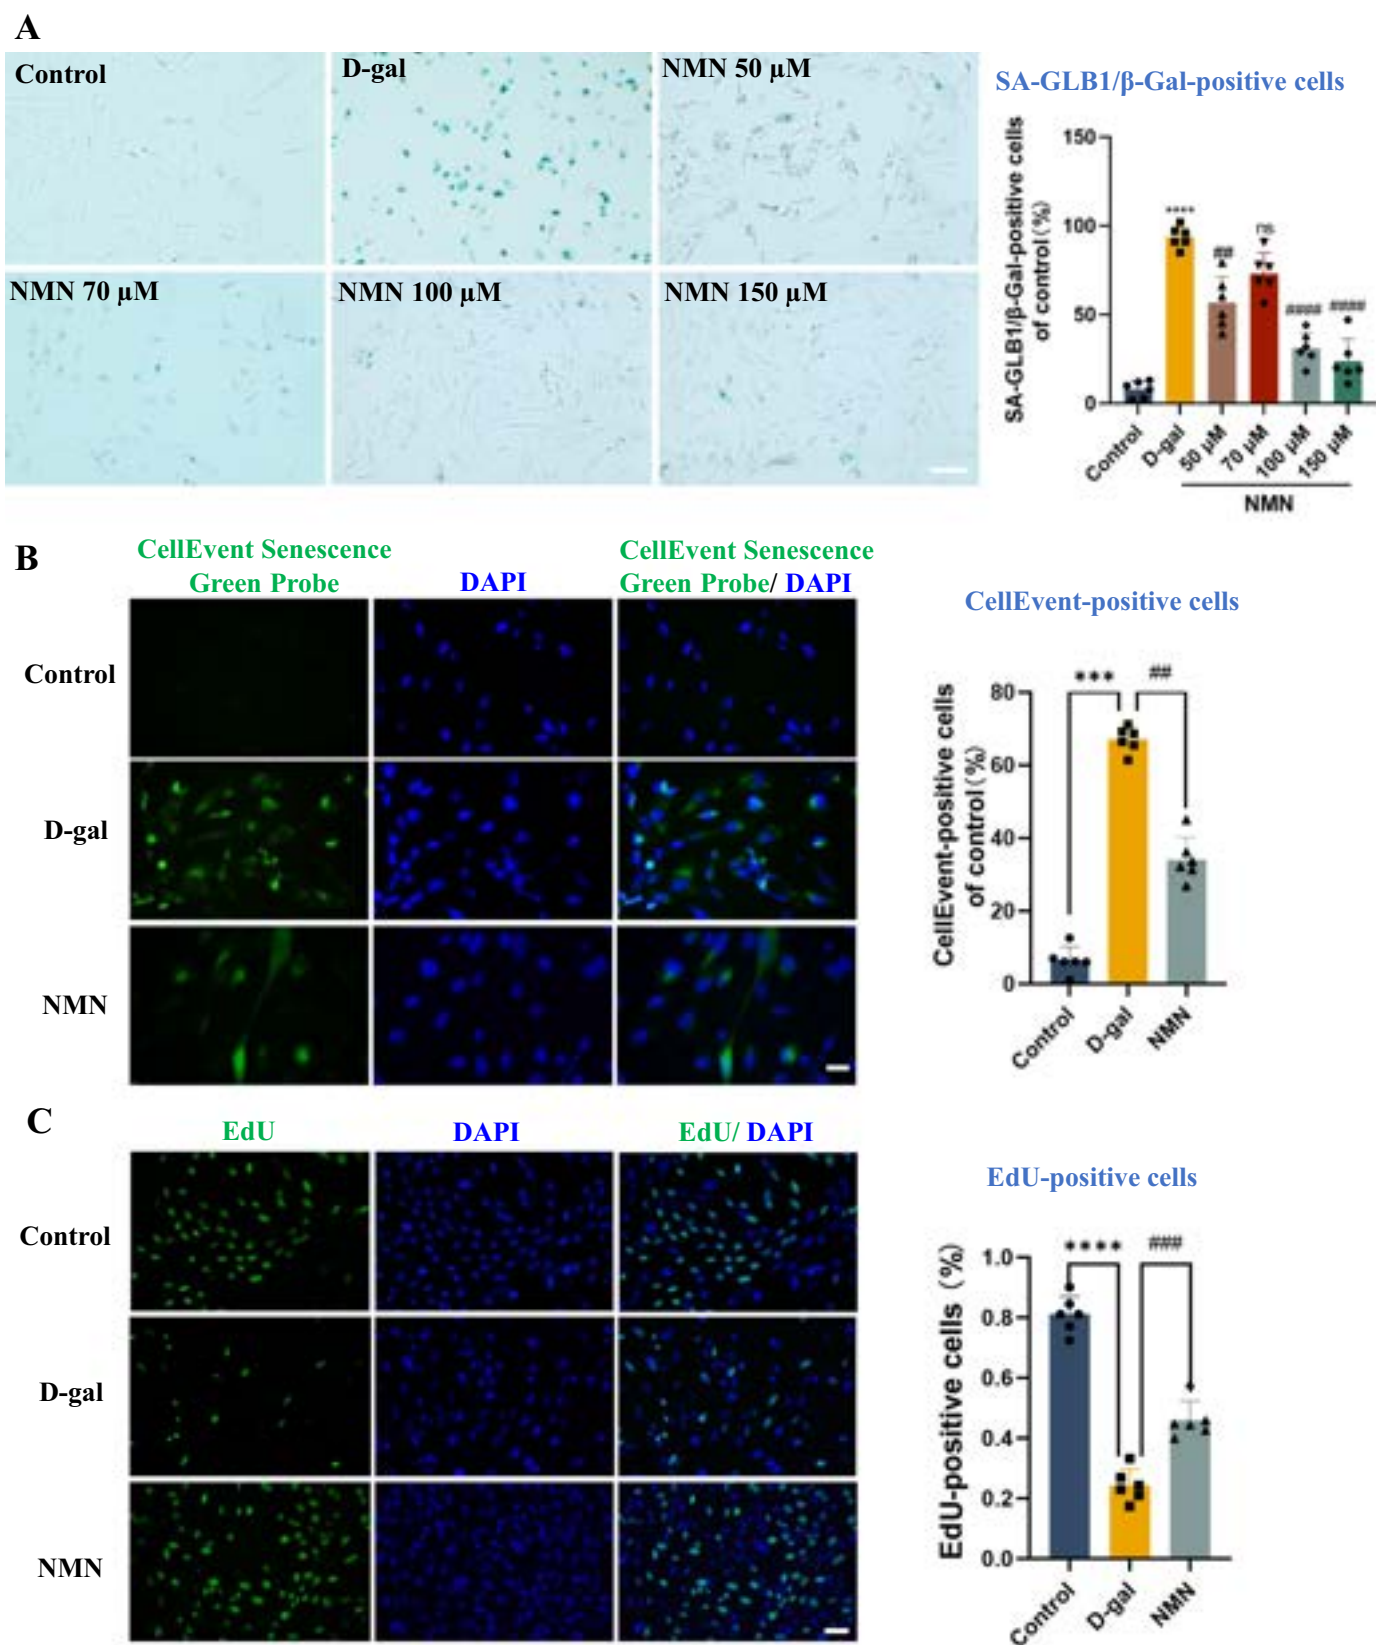 A
Control
D-gal
NMN 50 μM
NMN 70 μM
NMN 100 μM
NMN 150 μM
SA-GLB1/β-Gal-positive cells
SA-GLB1/β-Gal-positive cells
of control(%)
150
100
50
0
****
##
ns
####
####
Control
D-gal
50 μM
70 μM
100 μM
150 μM
NMN
B
CellEvent Senescence
Green Probe
DAPI
CellEvent Senescence
Green Probe/ DAPI
Control
D-gal
NMN
CellEvent-positive cells
CellEvent-positive cells
of control(%)
80
60
40
20
0
***
##
Control
D-gal
NMN
C
EdU
DAPI
EdU/ DAPI
Control
D-gal
NMN
EdU-positive cells
EdU-positive cells (%)
1.0
0.8
0.6
0.4
0.2
0.0
****
###
Control
D-gal
NMN